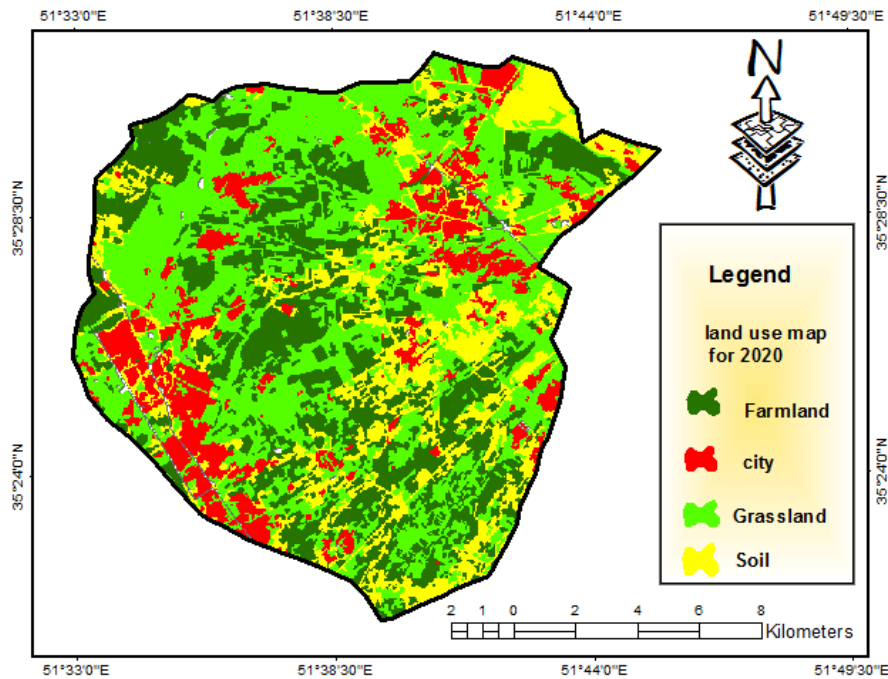 51°33'0"E 51°38'30"E 51°44'0"E 51°49'30"E
N
35°28'30"N 35°28'30"N
Legend
land use map
for 2020
Farmland
city
Grassland
Soil
35°24'0"N 35°24'0"N
2 1 0 2 4 6 8
Kilometers
51°33'0"E 51°38'30"E 51°44'0"E 51°49'30"E